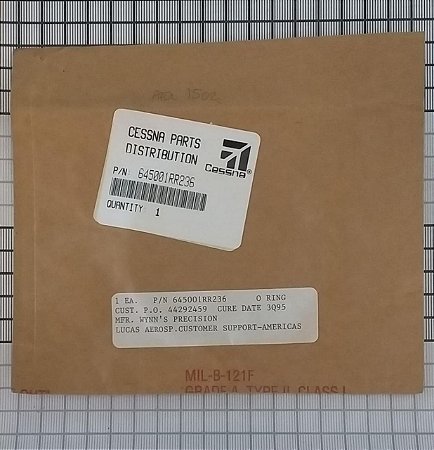 1502
CESSNA PARTS
DISTRIBUTION
Cessna®
P/N: 645001RR236
QUANTITY: 1
1 EA. P/N 645001RR236 O RING
CUST. P.O. 44292459 CURE DATE 3Q95
MFR. WYNN'S PRECISION
LUCAS AEROSP.CUSTOMER SUPPORT-AMERICAS
MIL-B-121F
GRADE A TYPE II CLASS I